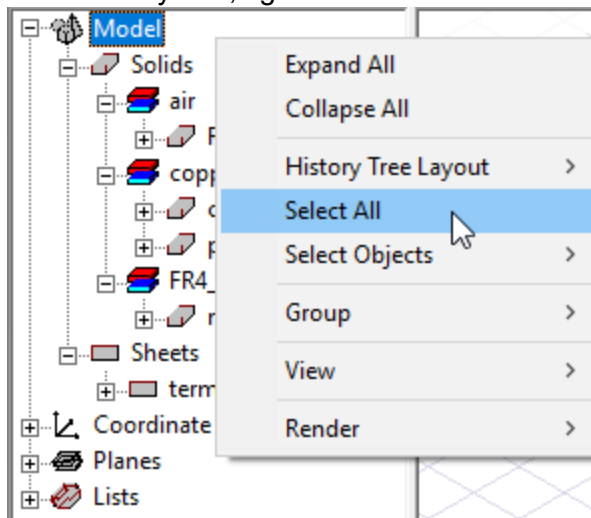 Model
Solids
air
copp
FR4_
Sheets
term
Coordinate
Planes
Lists
Expand All
Collapse All
History Tree Layout
Select All
Select Objects
Group
View
Render